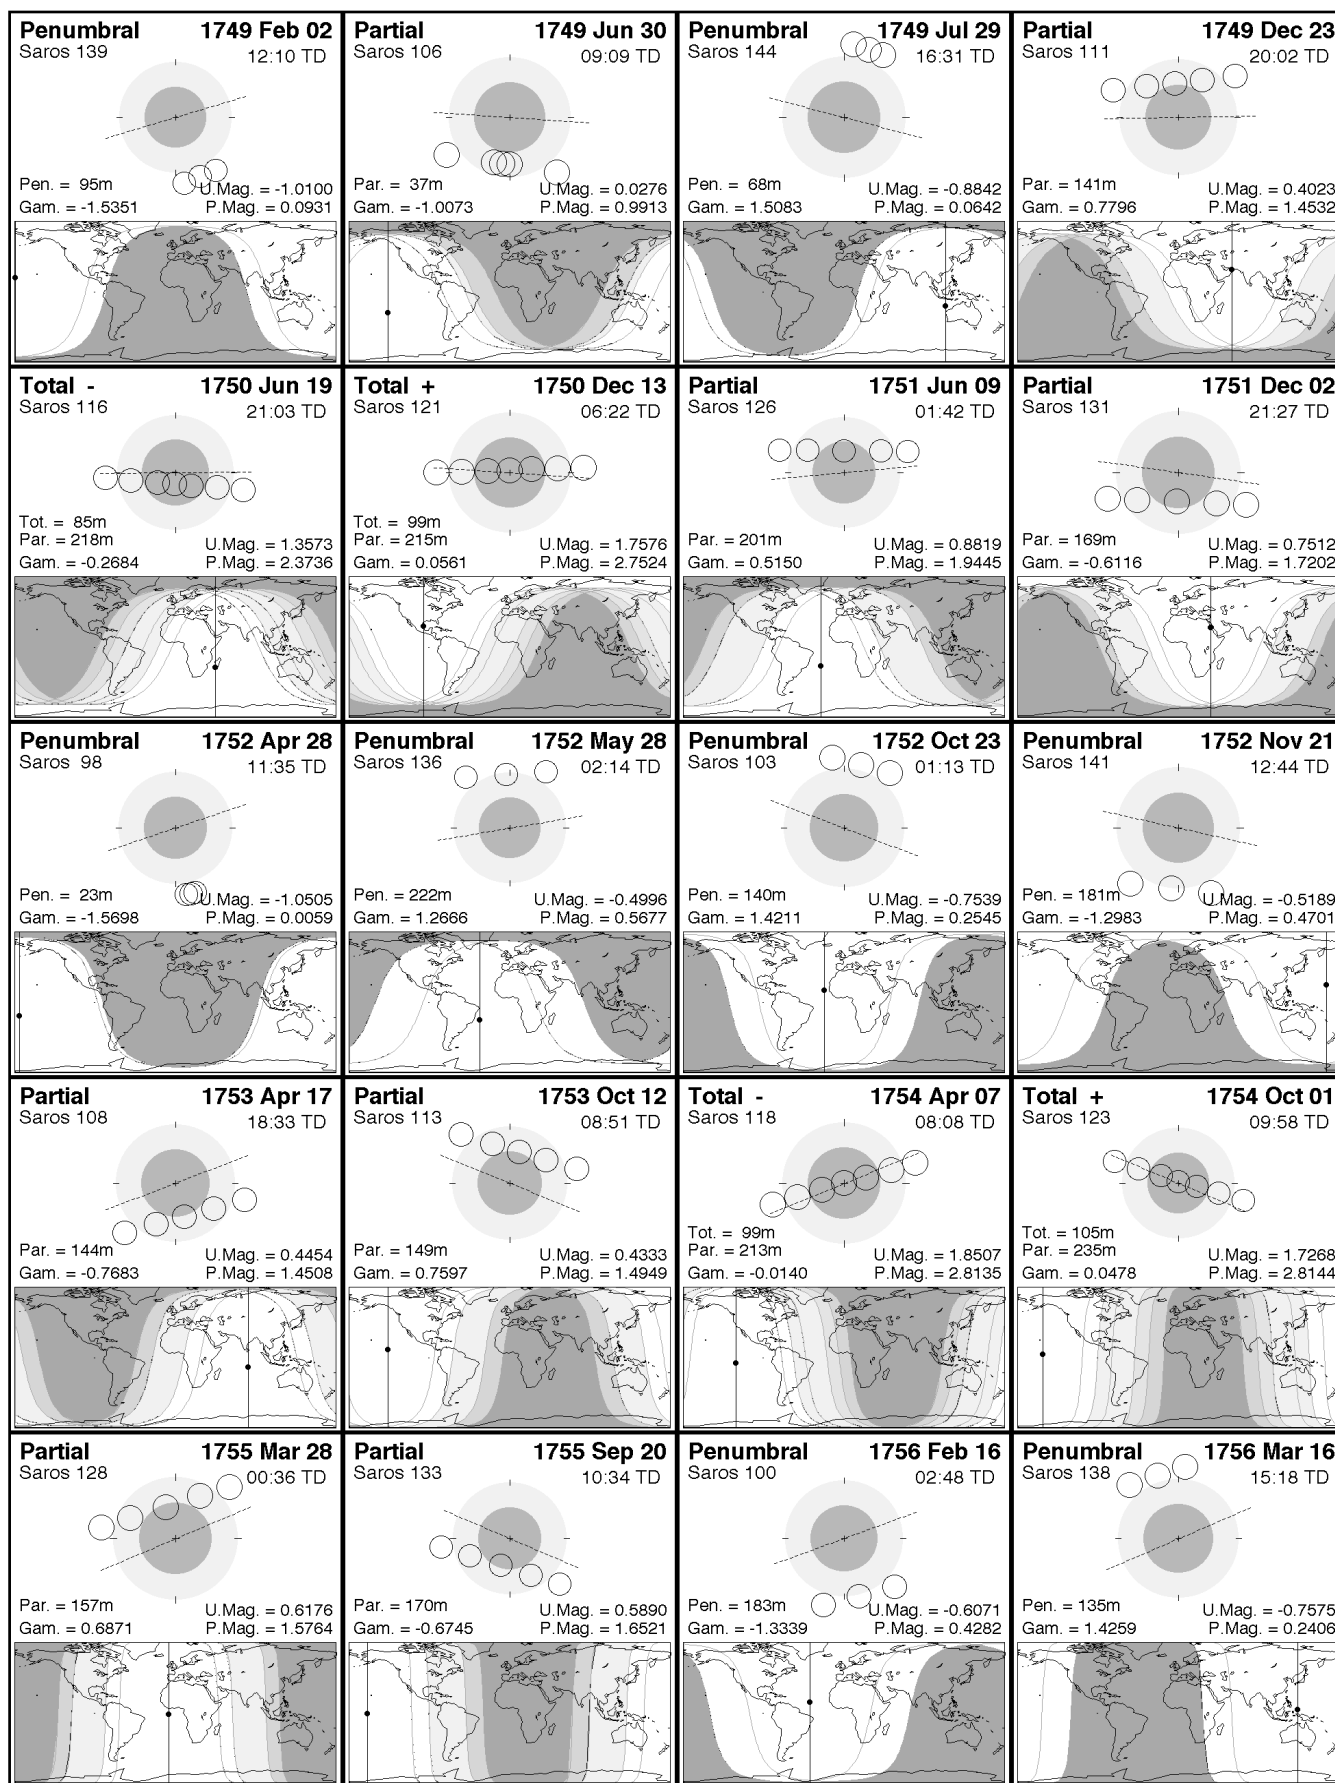 Penumbral 1749 Feb 02
Saros 139 12:10 TD
Pen. = 95m U.Mag. = -1.0100
Gam. = -1.5351 P.Mag. = 0.0931
Partial 1749 Jun 30
Saros 106 09:09 TD
Par. = 37m U.Mag. = 0.0276
Gam. = -1.0073 P.Mag. = 0.9913
Penumbral 1749 Jul 29
Saros 144 16:31 TD
Pen. = 68m U.Mag. = -0.8842
Gam. = 1.5083 P.Mag. = 0.0642
Partial 1749 Dec 23
Saros 111 20:02 TD
Par. = 141m U.Mag. = 0.4023
Gam. = 0.7796 P.Mag. = 1.4532
Total - 1750 Jun 19
Saros 116 21:03 TD
Tot. = 85m
Par. = 218m U.Mag. = 1.3573
Gam. = -0.2684 P.Mag. = 2.3736
Total + 1750 Dec 13
Saros 121 06:22 TD
Tot. = 99m
Par. = 215m U.Mag. = 1.7576
Gam. = 0.0561 P.Mag. = 2.7524
Partial 1751 Jun 09
Saros 126 01:42 TD
Par. = 201m U.Mag. = 0.8819
Gam. = 0.5150 P.Mag. = 1.9445
Partial 1751 Dec 02
Saros 131 21:27 TD
Par. = 169m U.Mag. = 0.7512
Gam. = -0.6116 P.Mag. = 1.7202
Penumbral 1752 Apr 28
Saros 98 11:35 TD
Pen. = 23m U.Mag. = -1.0505
Gam. = -1.5698 P.Mag. = 0.0059
Penumbral 1752 May 28
Saros 136 02:14 TD
Pen. = 222m U.Mag. = -0.4996
Gam. = 1.2666 P.Mag. = 0.5677
Penumbral 1752 Oct 23
Saros 103 01:13 TD
Pen. = 140m U.Mag. = -0.7539
Gam. = 1.4211 P.Mag. = 0.2545
Penumbral 1752 Nov 21
Saros 141 12:44 TD
Pen. = 181m U.Mag. = -0.5189
Gam. = -1.2983 P.Mag. = 0.4701
Partial 1753 Apr 17
Saros 108 18:33 TD
Par. = 144m U.Mag. = 0.4454
Gam. = -0.7683 P.Mag. = 1.4508
Partial 1753 Oct 12
Saros 113 08:51 TD
Par. = 149m U.Mag. = 0.4333
Gam. = 0.7597 P.Mag. = 1.4949
Total - 1754 Apr 07
Saros 118 08:08 TD
Tot. = 99m
Par. = 213m U.Mag. = 1.8507
Gam. = -0.0140 P.Mag. = 2.8135
Total + 1754 Oct 01
Saros 123 09:58 TD
Tot. = 105m
Par. = 235m U.Mag. = 1.7268
Gam. = 0.0478 P.Mag. = 2.8144
Partial 1755 Mar 28
Saros 128 00:36 TD
Par. = 157m U.Mag. = 0.6176
Gam. = 0.6871 P.Mag. = 1.5764
Partial 1755 Sep 20
Saros 133 10:34 TD
Par. = 170m U.Mag. = 0.5890
Gam. = -0.6745 P.Mag. = 1.6521
Penumbral 1756 Feb 16
Saros 100 02:48 TD
Pen. = 183m U.Mag. = -0.6071
Gam. = -1.3339 P.Mag. = 0.4282
Penumbral 1756 Mar 16
Saros 138 15:18 TD
Pen. = 135m U.Mag. = -0.7575
Gam. = 1.4259 P.Mag. = 0.2406